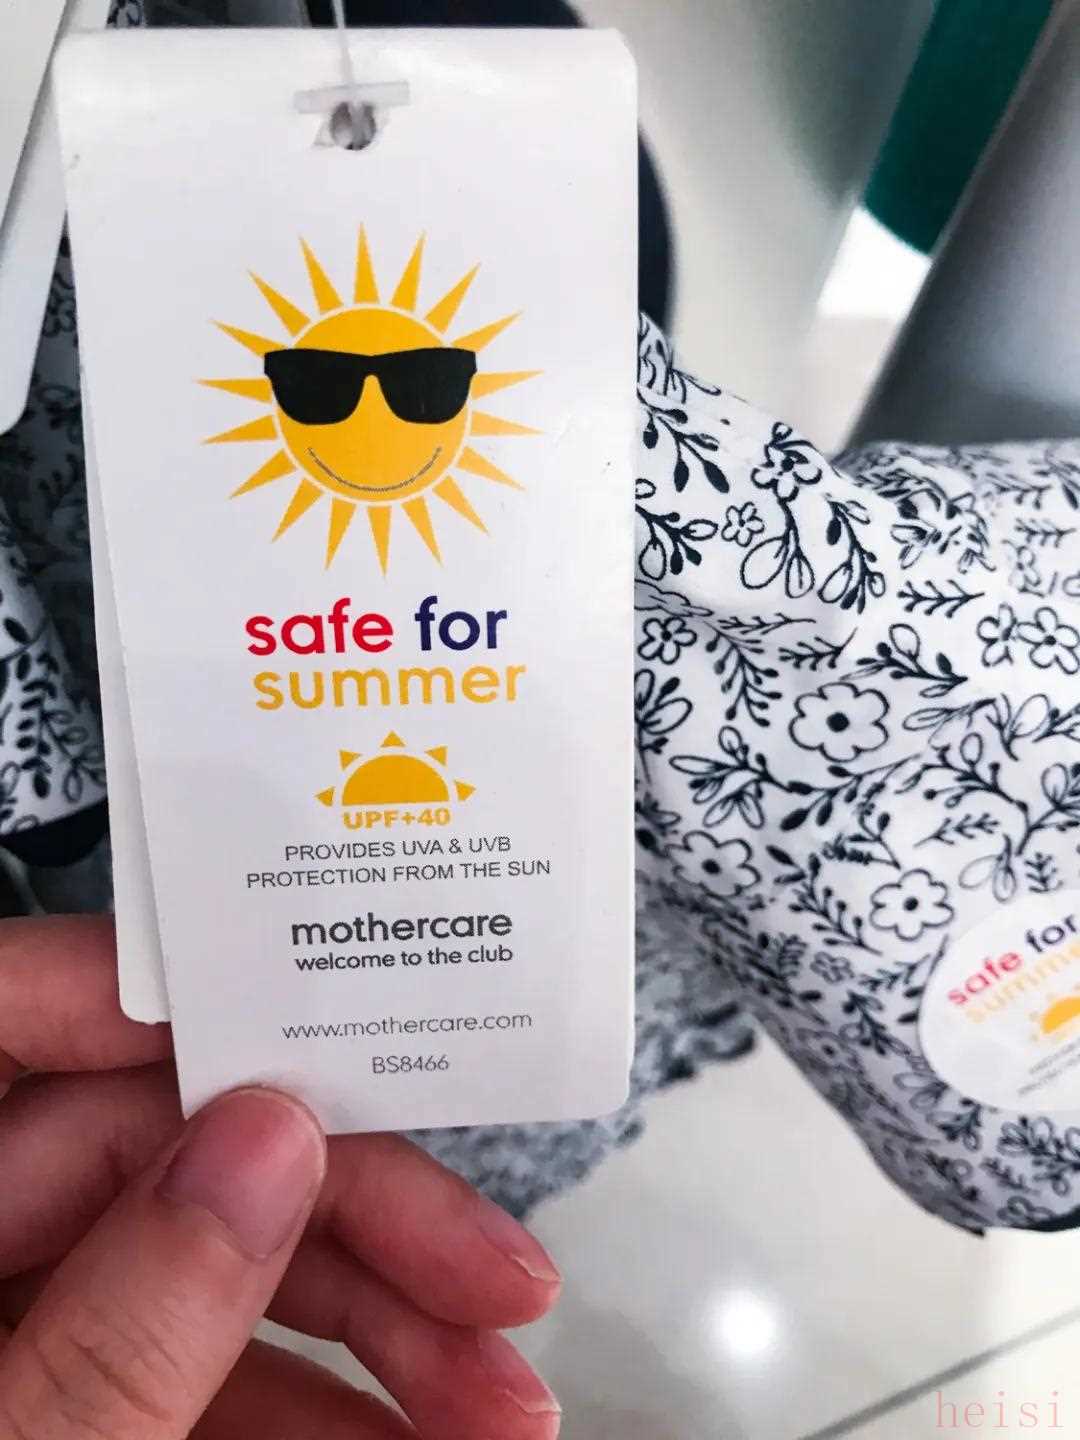 safe for
summer
UPF+40
PROVIDES UVA & UVB
PROTECTION FROM THE SUN
mothercare
welcome to the club
www.mothercare.com
BS8466
safe for
summe
heisi